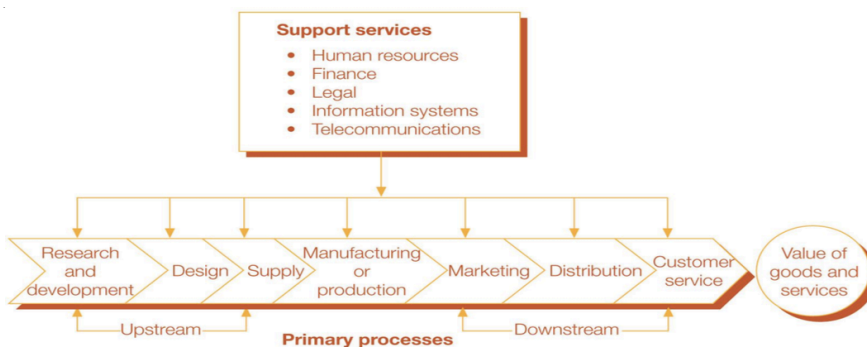 Support services
• Human resources
• Finance
• Legal
• Information systems
• Telecommunications
Research
and
development
Design
Supply
Manufacturing
or
production
Marketing
Distribution
Customer
service
Value of
goods and
services
Upstream
Downstream
Primary processes